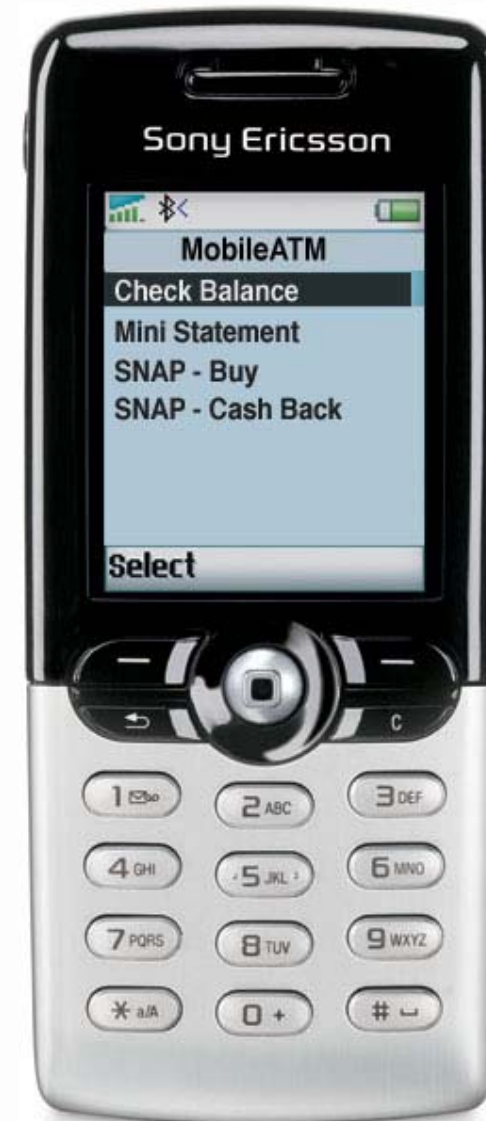 Sony Ericsson
MobileATM
Check Balance
Mini Statement
SNAP - Buy
SNAP - Cash Back
Select
C
1
2 ABC
3 DEF
4 GHI
5 JKL
6 MNO
7 PQRS
8 TUV
9 WXYZ
* a/A
0 +
#